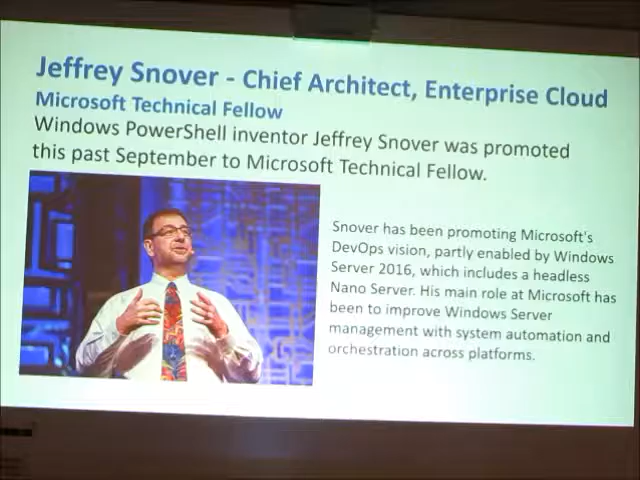 Jeffrey Snover - Chief Architect, Enterprise Cloud
Microsoft Technical Fellow
Windows PowerShell inventor Jeffrey Snover was promoted
this past September to Microsoft Technical Fellow.
Snover has been promoting Microsoft's
DevOps vision, partly enabled by Windows
Server 2016, which includes a headless
Nano Server. His main role at Microsoft has
been to improve Windows Server
management with system automation and
orchestration across platforms.